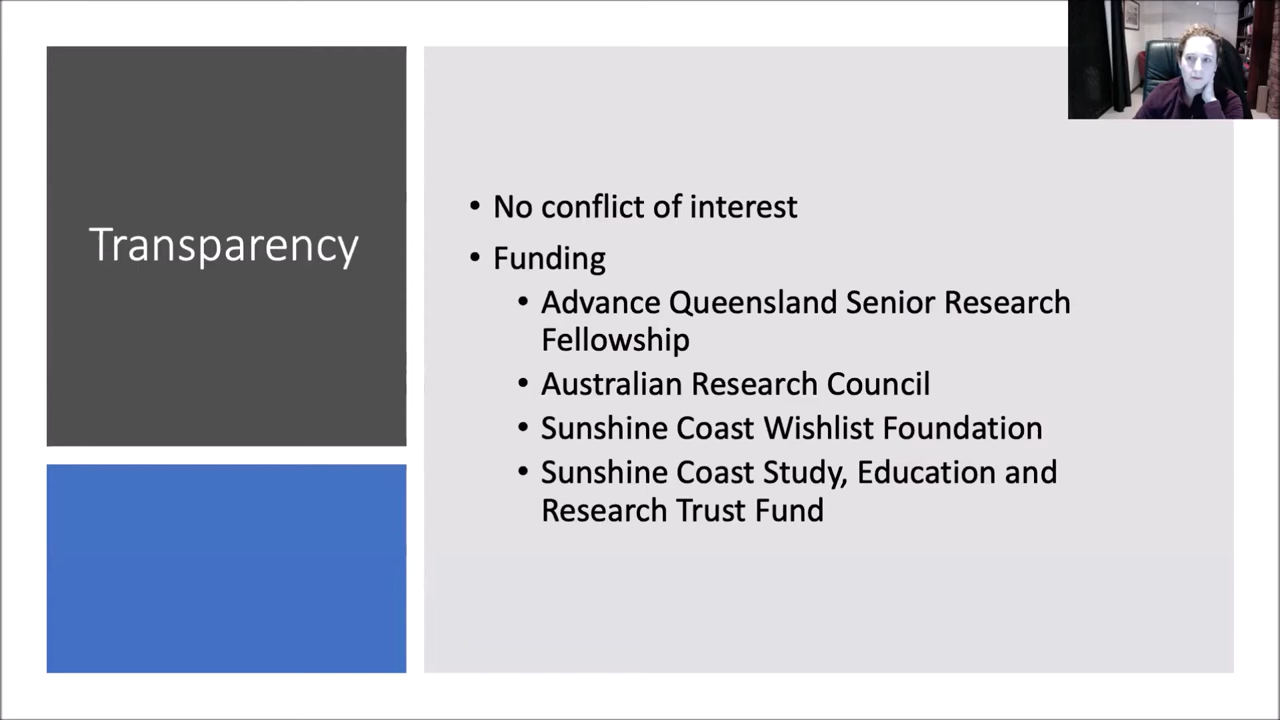 Transparency
• No conflict of interest
• Funding
• Advance Queensland Senior Research
Fellowship
• Australian Research Council
• Sunshine Coast Wishlist Foundation
• Sunshine Coast Study, Education and
Research Trust Fund